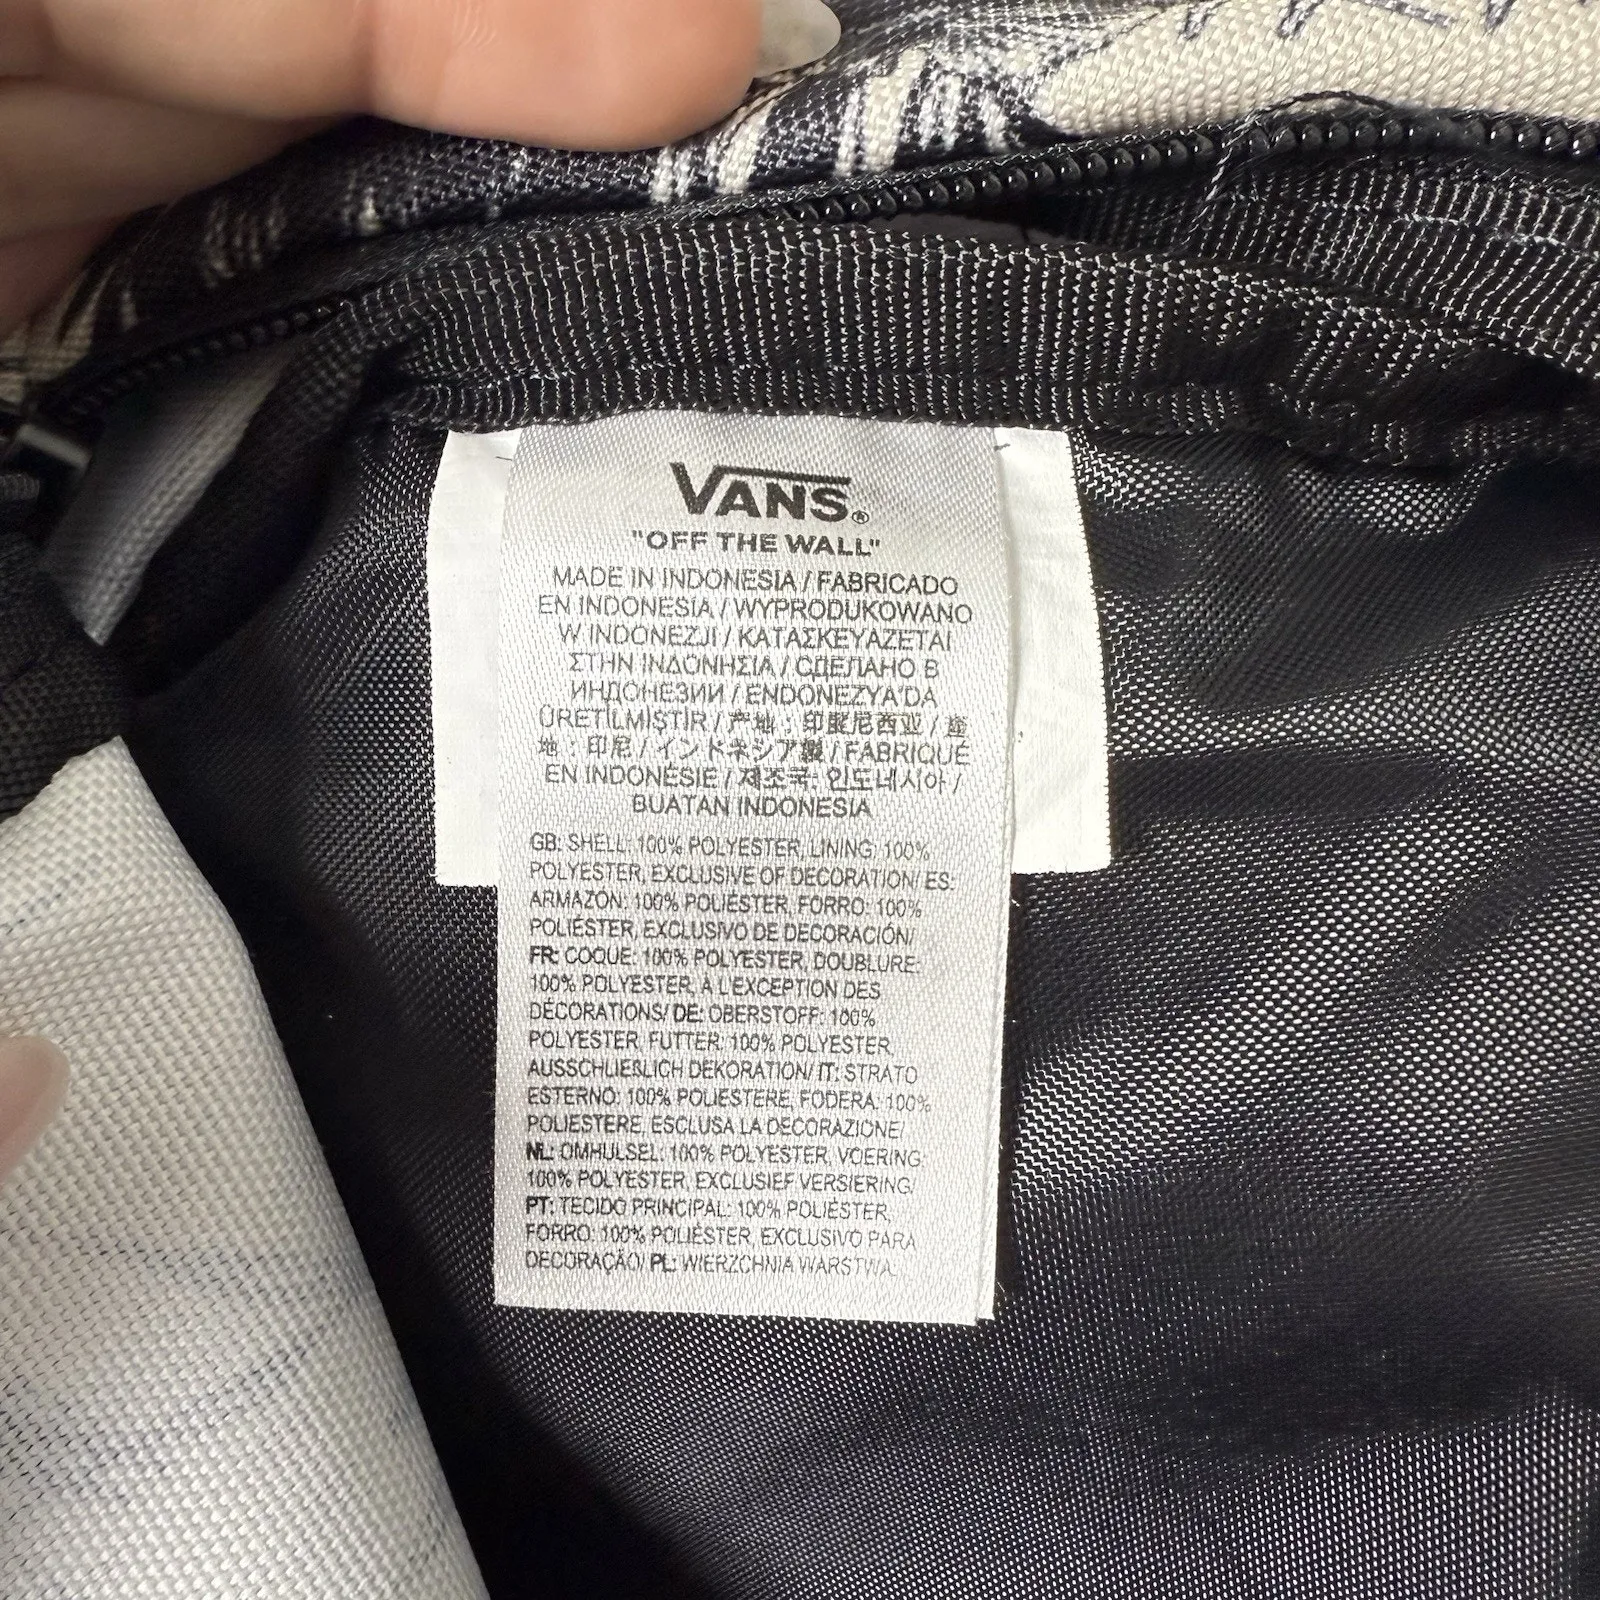 VANS®
"OFF THE WALL"
MADE IN INDONESIA / FABRICADO
EN INDONESIA / WYPRODUKOWANO
W INDONEZJI / ΚΑΤΑΣΚΕΥΑΖΕΤΑΙ
ΣΤΗΝ ΙΝΔΟΝΗΣΙΑ / СДЕЛАНО В
ИНДОНЕЗИИ / ENDONEZYA'DA
ÜRETİLMİŞTİR / 产地 : 印度尼西亚 / 產
地 : 印尼 / インドネシア製 / FABRIQUÉ
EN INDONÉSIE / 제조국: 인도네시아 /
BUATAN INDONESIA
GB: SHELL: 100% POLYESTER, LINING: 100%
POLYESTER, EXCLUSIVE OF DECORATION/ ES:
ARMAZÓN: 100% POLIÉSTER, FORRO: 100%
POLIÉSTER, EXCLUSIVO DE DECORACIÓN/
FR: COQUE: 100% POLYESTER, DOUBLURE:
100% POLYESTER, À L'EXCEPTION DES
DÉCORATIONS/ DE: OBERSTOFF: 100%
POLYESTER, FUTTER: 100% POLYESTER,
AUSSCHLIEßLICH DEKORATION/ IT: STRATO
ESTERNO: 100% POLIESTERE, FODERA: 100%
POLIESTERE, ESCLUSA LA DECORAZIONE/
NL: OMHULSEL: 100% POLYESTER, VOERING:
100% POLYESTER, EXCLUSIEF VERSIERING/
PT: TECIDO PRINCIPAL: 100% POLIÉSTER,
FORRO: 100% POLIÉSTER, EXCLUSIVO PARA
DECORAÇÃO/ PL: WIERZCHNIA WARSTWA: